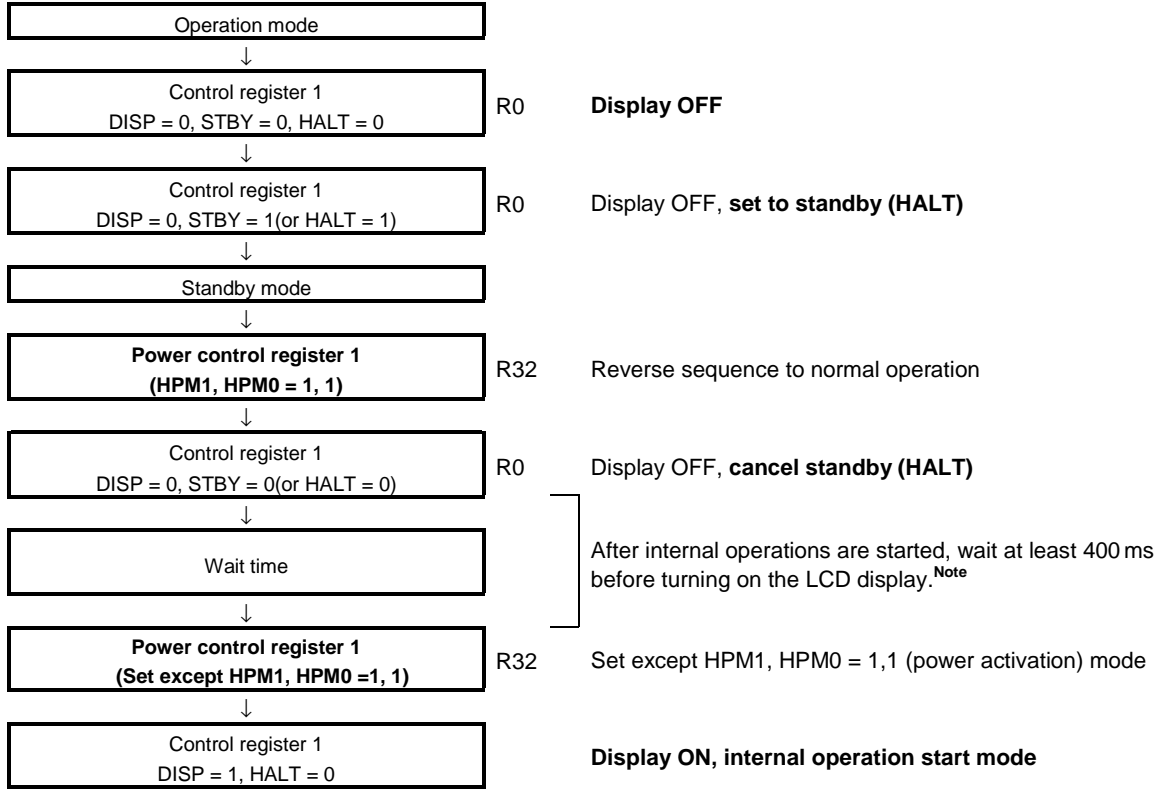 Operation mode
↓
Control register 1
DISP = 0, STBY = 0, HALT = 0
R0
Display OFF
↓
Control register 1
DISP = 0, STBY = 1(or HALT = 1)
R0
Display OFF, set to standby (HALT)
↓
Standby mode
↓
Power control register 1
(HPM1, HPM0 = 1, 1)
R32
Reverse sequence to normal operation
↓
Control register 1
DISP = 0, STBY = 0(or HALT = 0)
R0
Display OFF, cancel standby (HALT)
↓
Wait time
After internal operations are started, wait at least 400 ms
before turning on the LCD display.Note
↓
Power control register 1
(Set except HPM1, HPM0 =1, 1)
R32
Set except HPM1, HPM0 = 1,1 (power activation) mode
↓
Control register 1
DISP = 1, HALT = 0
Display ON, internal operation start mode